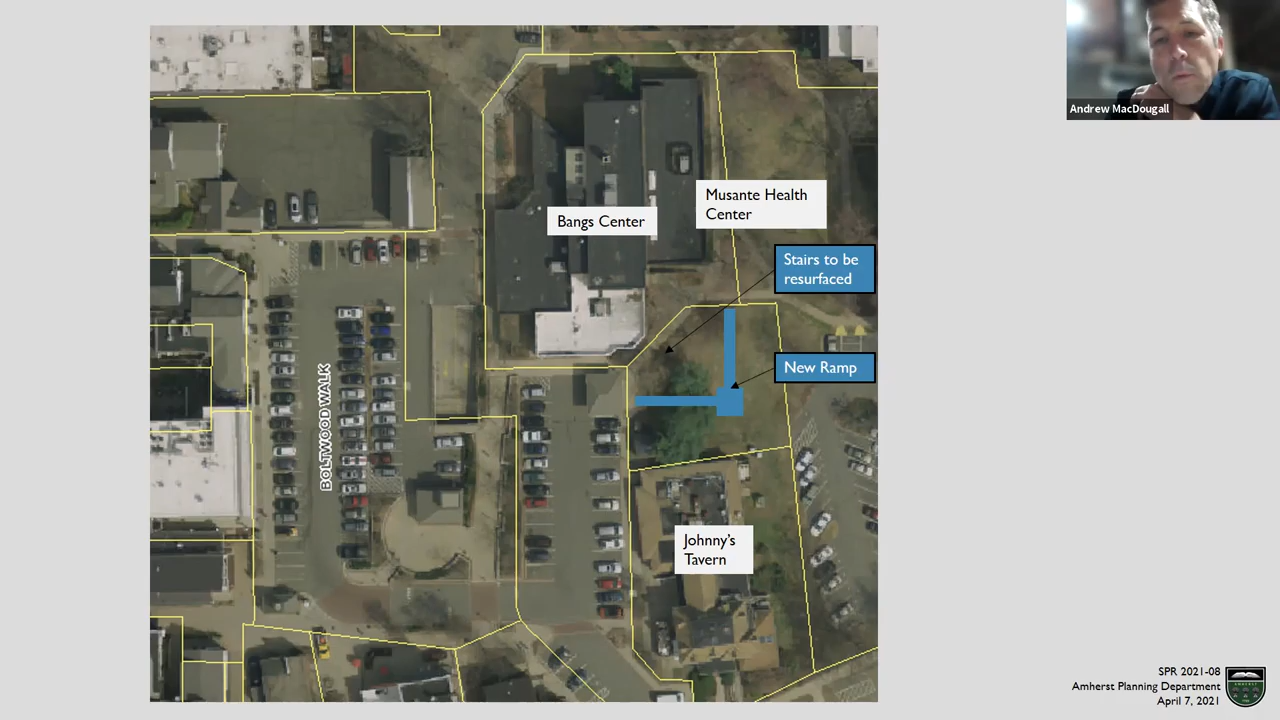 Andrew MacDougall
Musante Health
Center
Bangs Center
Stairs to be
resurfaced
New Ramp
BOLTWOOD WALK
Johnny's
Tavern
SPR 2021-08
Amherst Planning Department
April 7, 2021
AMHERST